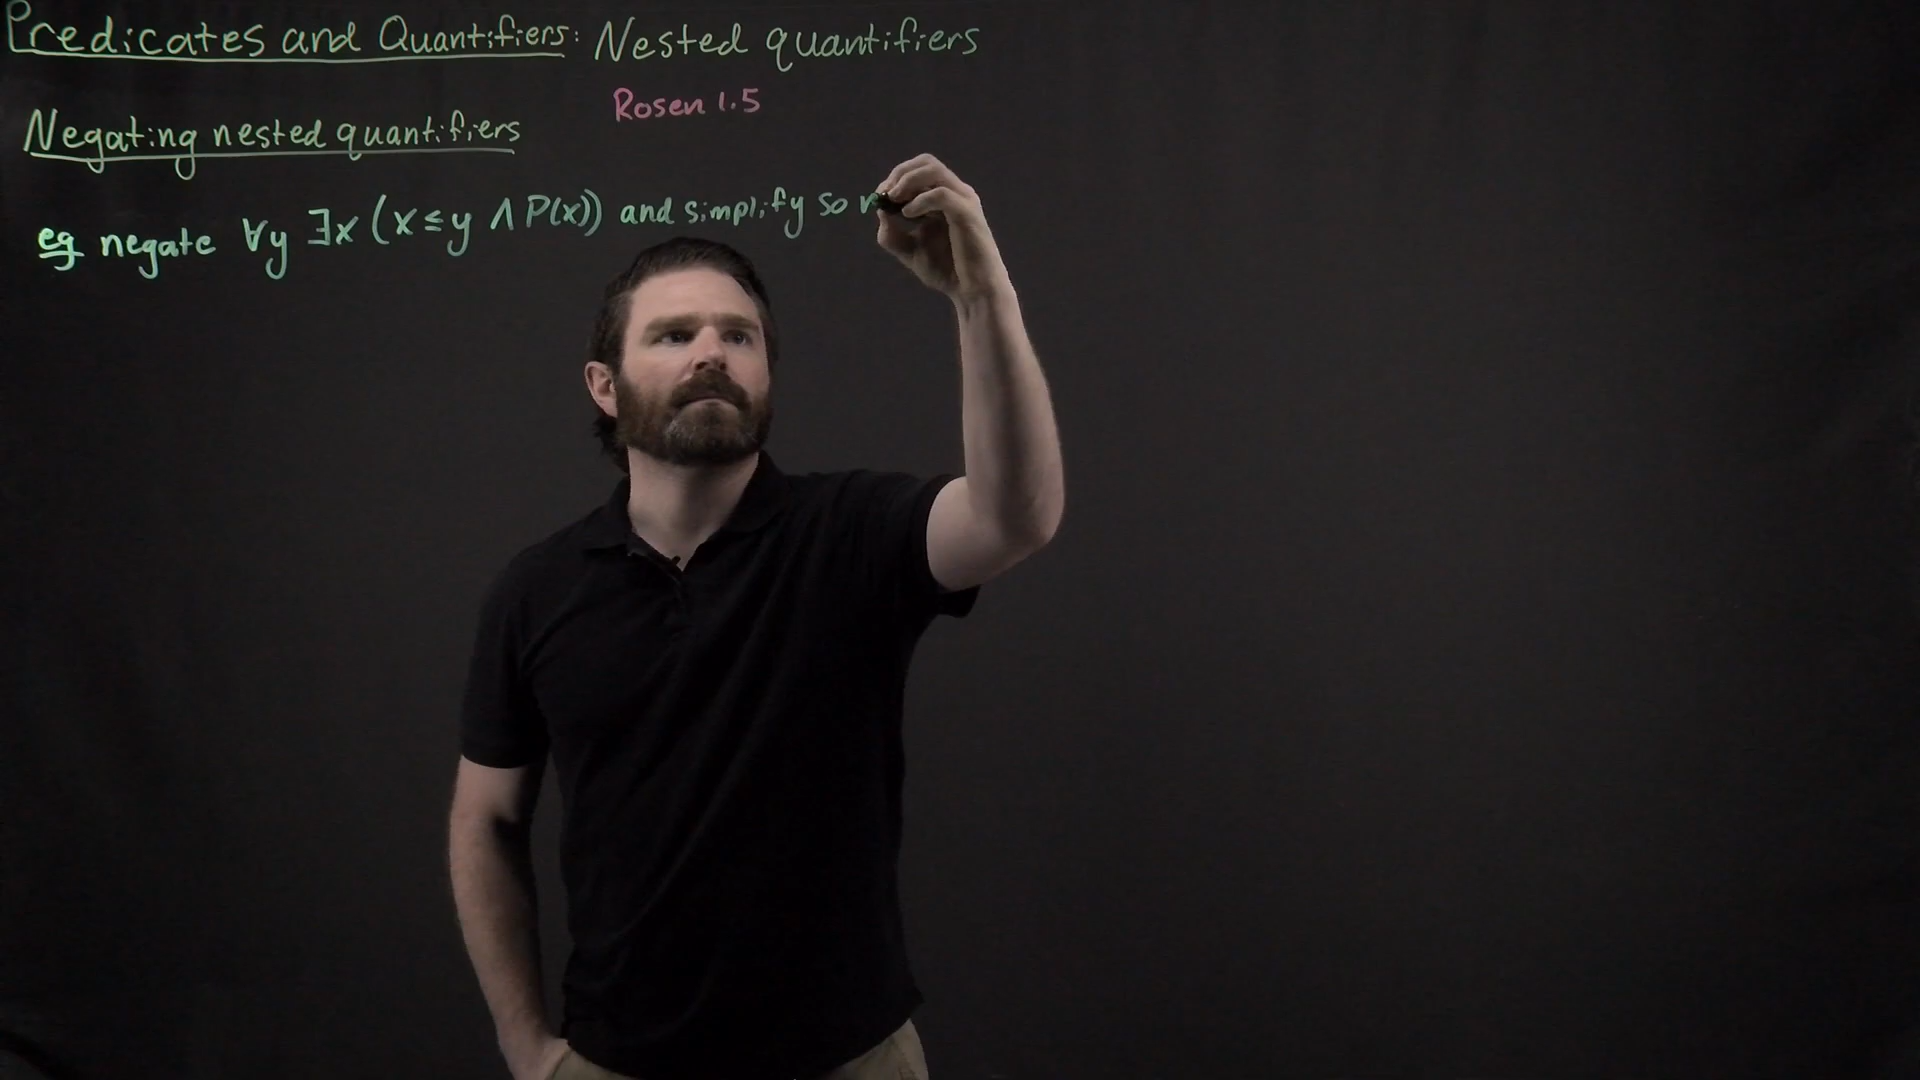 Predicates and Quantifiers: Nested quantifiers
Rosen 1.5
Negating nested quantifiers
eg negate ∀y ∃x (x ≤ y ∧ P(x)) and simplify so